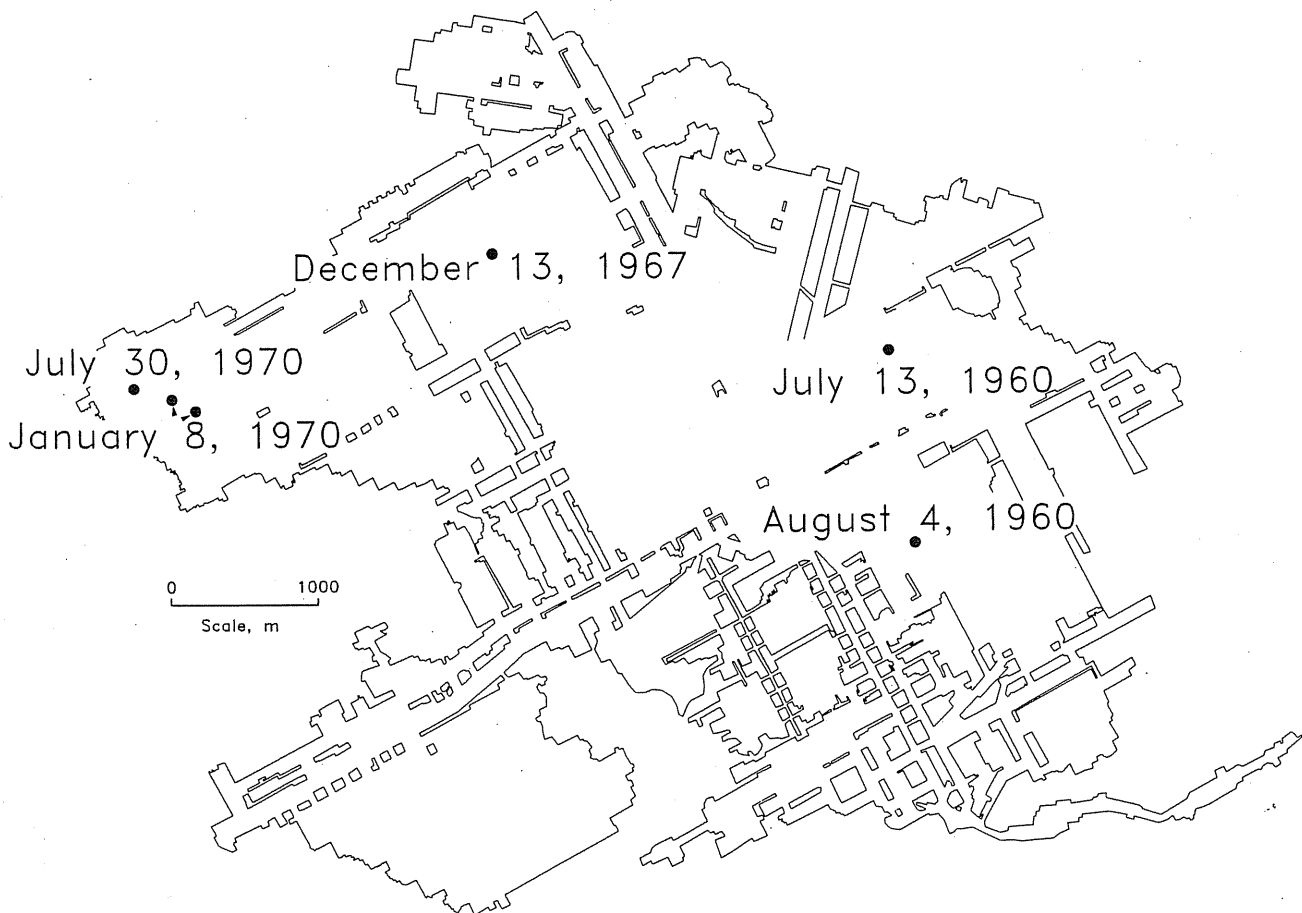 December 13, 1967
July 30, 1970
July 13, 1960
January 8, 1970
August 4, 1960
0 1000
Scale, m